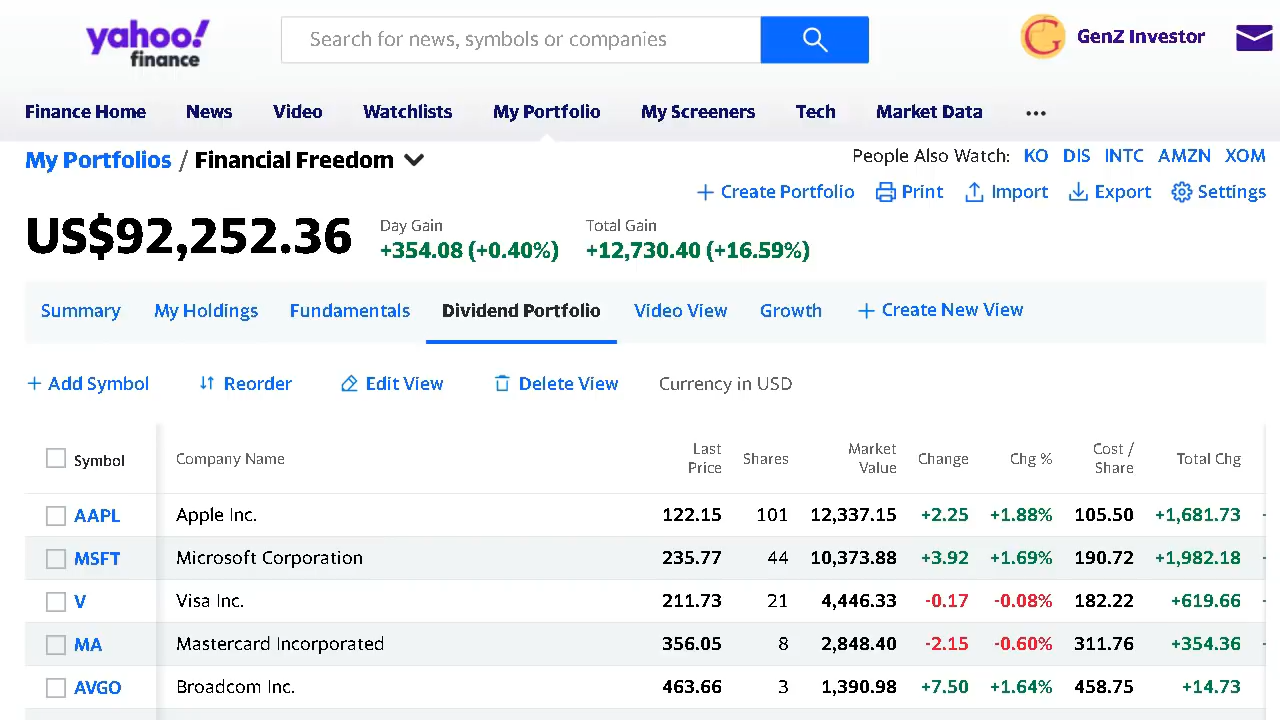 yahoo!
finance
Search for news, symbols or companies
GenZ Investor
Finance Home News Video Watchlists My Portfolio My Screeners Tech Market Data ...
My Portfolios / Financial Freedom
People Also Watch: KO DIS INTC AMZN XOM
+ Create Portfolio Print Import Export Settings
US$92,252.36
Day Gain
+354.08 (+0.40%)
Total Gain
+12,730.40 (+16.59%)
Summary My Holdings Fundamentals Dividend Portfolio Video View Growth + Create New View
+ Add Symbol Reorder Edit View Delete View Currency in USD
Symbol Company Name Last Price Shares Market Value Change Chg % Cost / Share Total Chg
AAPL Apple Inc. 122.15 101 12,337.15 +2.25 +1.88% 105.50 +1,681.73
MSFT Microsoft Corporation 235.77 44 10,373.88 +3.92 +1.69% 190.72 +1,982.18
V Visa Inc. 211.73 21 4,446.33 -0.17 -0.08% 182.22 +619.66
MA Mastercard Incorporated 356.05 8 2,848.40 -2.15 -0.60% 311.76 +354.36
AVGO Broadcom Inc. 463.66 3 1,390.98 +7.50 +1.64% 458.75 +14.73